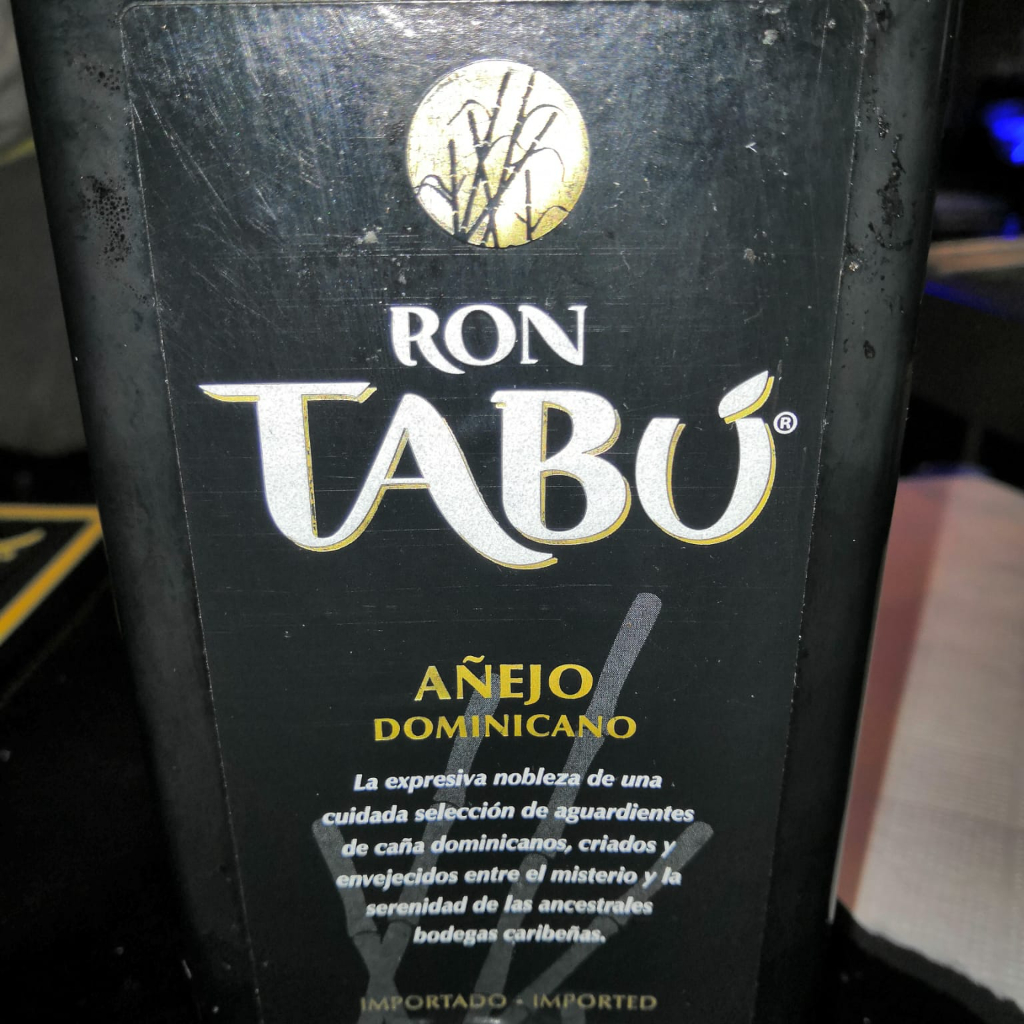 RON
TABÚ®
AÑEJO
DOMINICANO
La expresiva nobleza de una
cuidada selección de aguardientes
de caña dominicanos, criados y
envejecidos entre el misterio y la
serenidad de las ancestrales
bodegas caribeñas.
IMPORTADO - IMPORTED